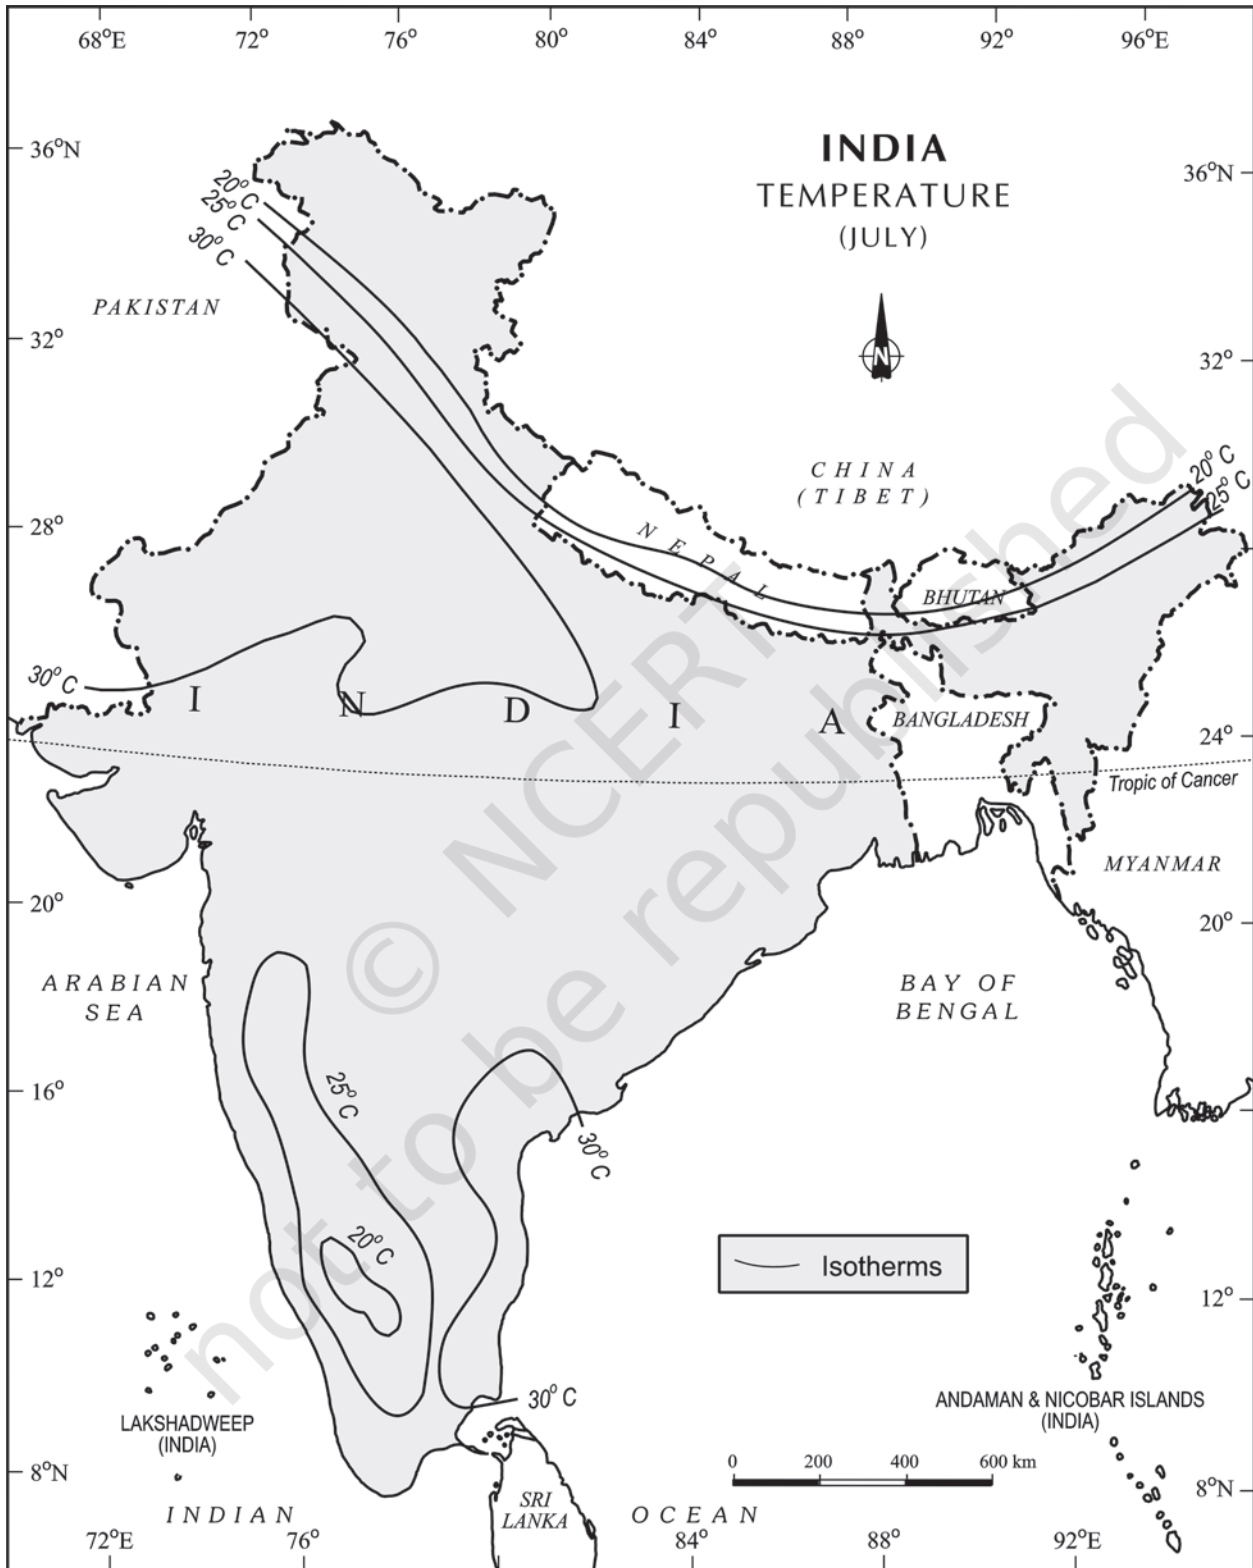 68°E 72° 76° 80° 84° 88° 92° 96°E
INDIA
TEMPERATURE
(JULY)
36°N
36°N
20° C
25° C
30° C
N
PAKISTAN
32°
32°
CHINA
(TIBET)
20° C
25° C
28°
NEPAL
BHUTAN
30° C
I N D I A
BANGLADESH
24°
Tropic of Cancer
MYANMAR
20°
20°
ARABIAN
SEA
BAY OF
BENGAL
16°
25° C
30° C
20° C
Isotherms
12°
12°
30° C
LAKSHADWEEP
(INDIA)
ANDAMAN & NICOBAR ISLANDS
(INDIA)
0 200 400 600 km
8°N
8°N
INDIAN
SRI
LANKA
OCEAN
72°E 76° 84° 88° 92°E
© NCERT
not to be republished